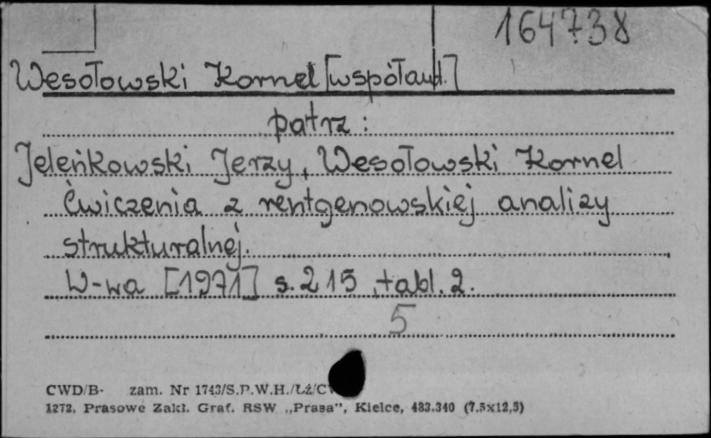 164738
Wesołowski Kornel [współaut.]
patrz:
Jeleńkowski Jerzy, Wesołowski Kornel
Ćwiczenia z rentgenowskiej analizy
strukturalnej.
W-wa [1971] s. 215, tabl. 2.
5
CWD/B- zam. Nr 1743/S.P.W.H./ŁŻ/
1272. Prasowe Zakł. Graf. RSW „Prasa”, Kielce, 483.340 (7,5x12,5)